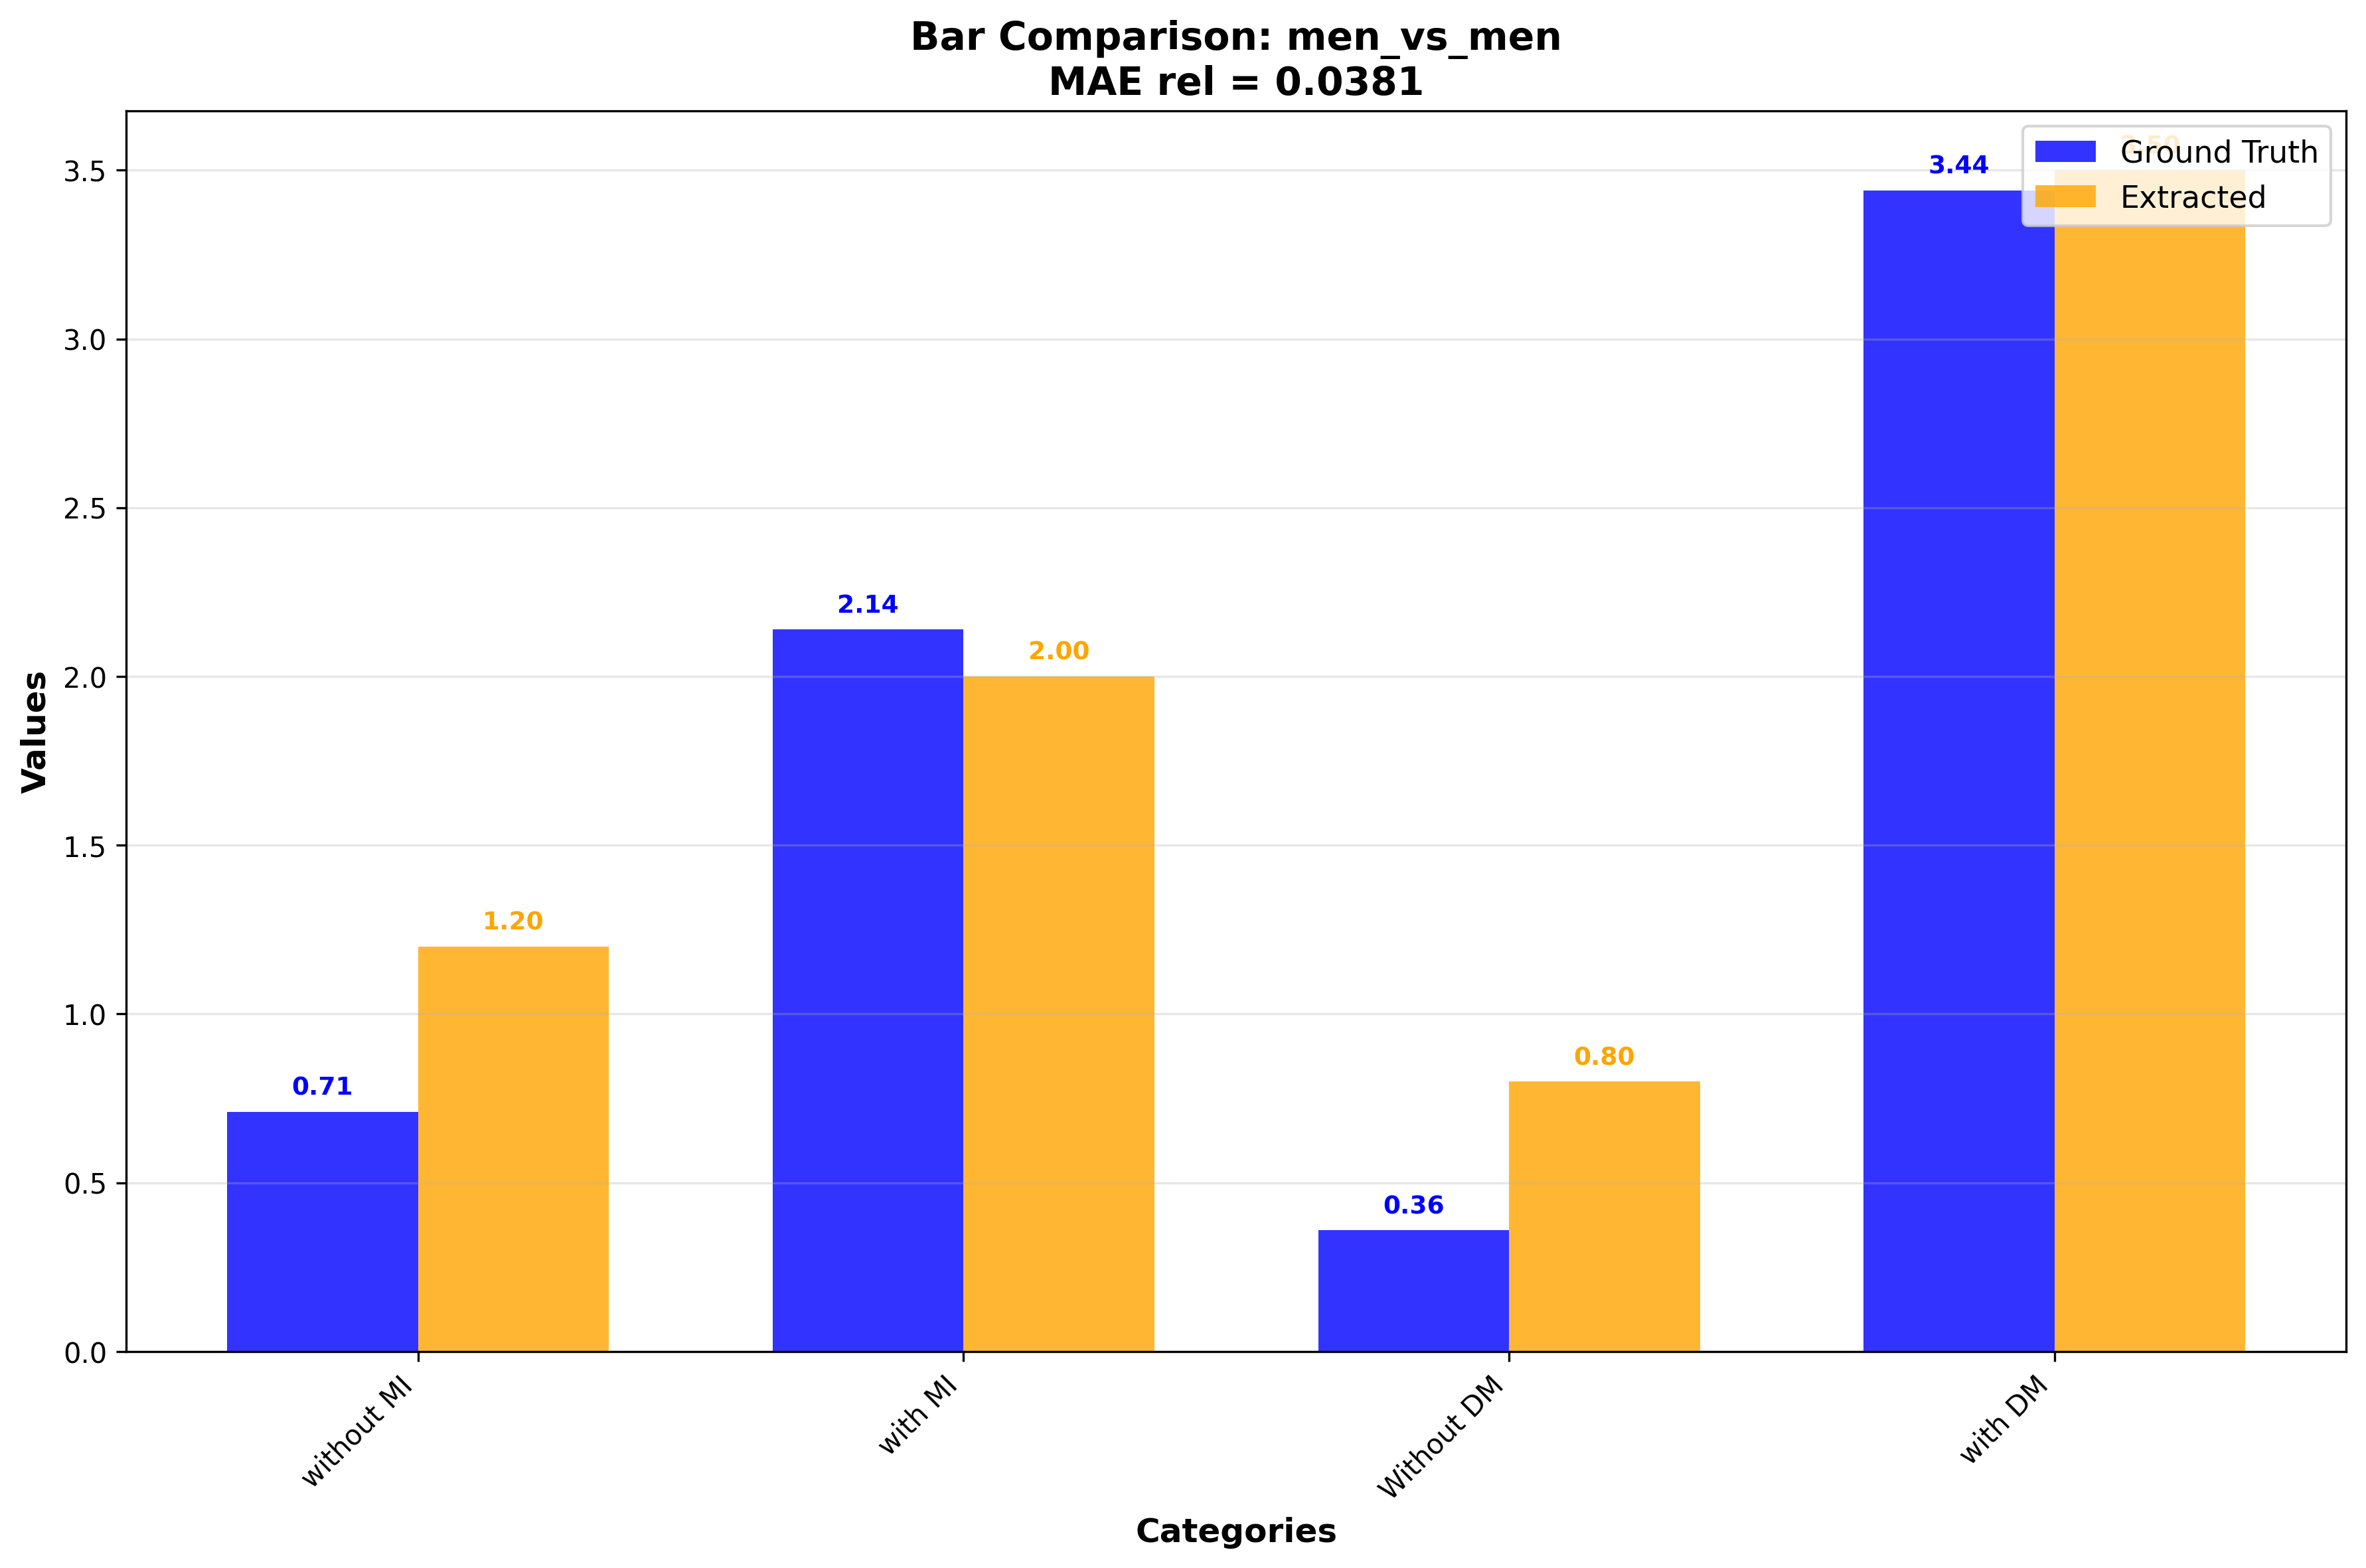 Bar Comparison: men_vs_men
MAE rel = 0.0381
Values
3.5
3.0
2.5
2.0
1.5
1.0
0.5
0.0
0.71
1.20
2.14
2.00
0.36
0.80
3.44
3.50
Ground Truth
Extracted
without MI
with MI
Without DM
with DM
Categories